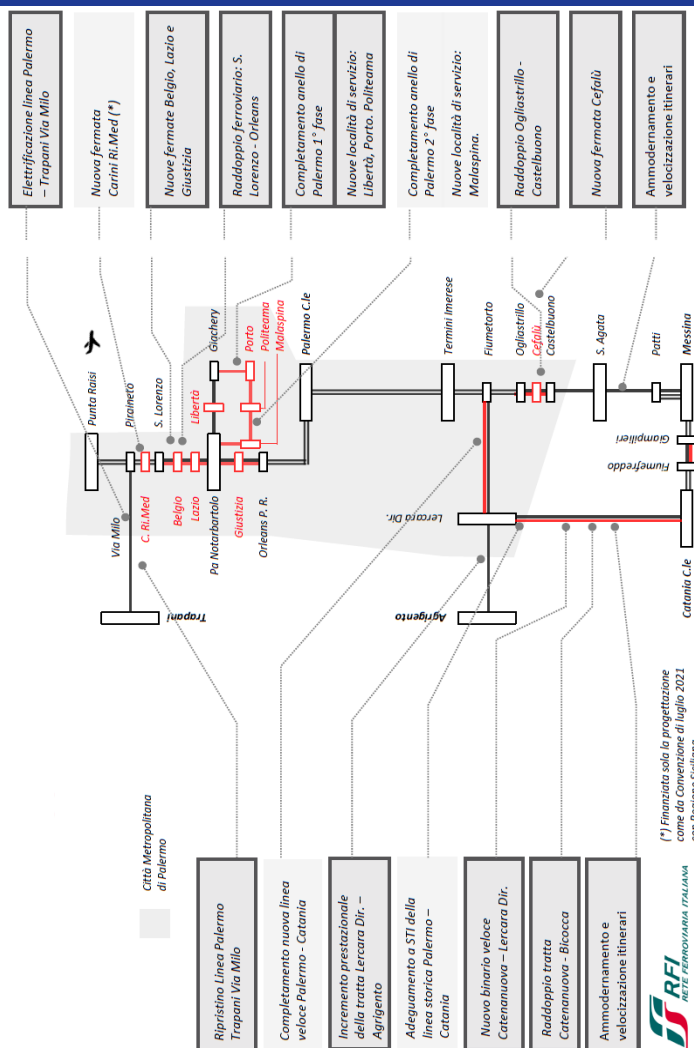 Elettrificazione linea Palermo
– Trapani Via Milo
Nuova fermata
Carini Ri.Med (*)
Nuove fermate Belgio, Lazio e
Giustizia
Raddoppio ferroviario: S.
Lorenzo - Orleans
Completamento anello di
Palermo 1° fase
Nuove località di servizio:
Libertà, Porto. Politeama
Completamento anello di
Palermo 2° fase
Nuove località di servizio:
Malaspina.
Raddoppio Ogliastrillo -
Castelbuono
Nuova fermata Cefalù
Ammodernamento e
velocizzazione itinerari
Punta Raisi
Piraineto
S. Lorenzo
Libertà
Giachery
Porto
Politeama
Malaspina
Palermo C.le
Termini Imerese
Fiumetorto
Ogliastrillo
Cefalù
Castelbuono
S. Agata
Patti
Messina
Via Milo
C. Ri.Med
Belgio
Lazio
Pa Notarbartolo
Giustizia
Orleans P. R.
Lercara Dir.
Giampilieri
Fiumefreddo
Catania C.le
Trapani
Agrigento
Città Metropolitana
di Palermo
Ripristino Linea Palermo
Trapani Via Milo
Completamento nuova linea
veloce Palermo - Catania
Incremento prestazionale
della tratta Lercara Dir. –
Agrigento
Adeguamento a STI della
linea storica Palermo –
Catania
Nuovo binario veloce
Catenanuova – Lercara Dir.
Raddoppio tratta
Catenanuova - Bicocca
Ammodernamento e
velocizzazione itinerari
(*) Finanziata sola la progettazione
come da Convenzione di luglio 2021
con Regione Siciliana
RFI
RETE FERROVIARIA ITALIANA